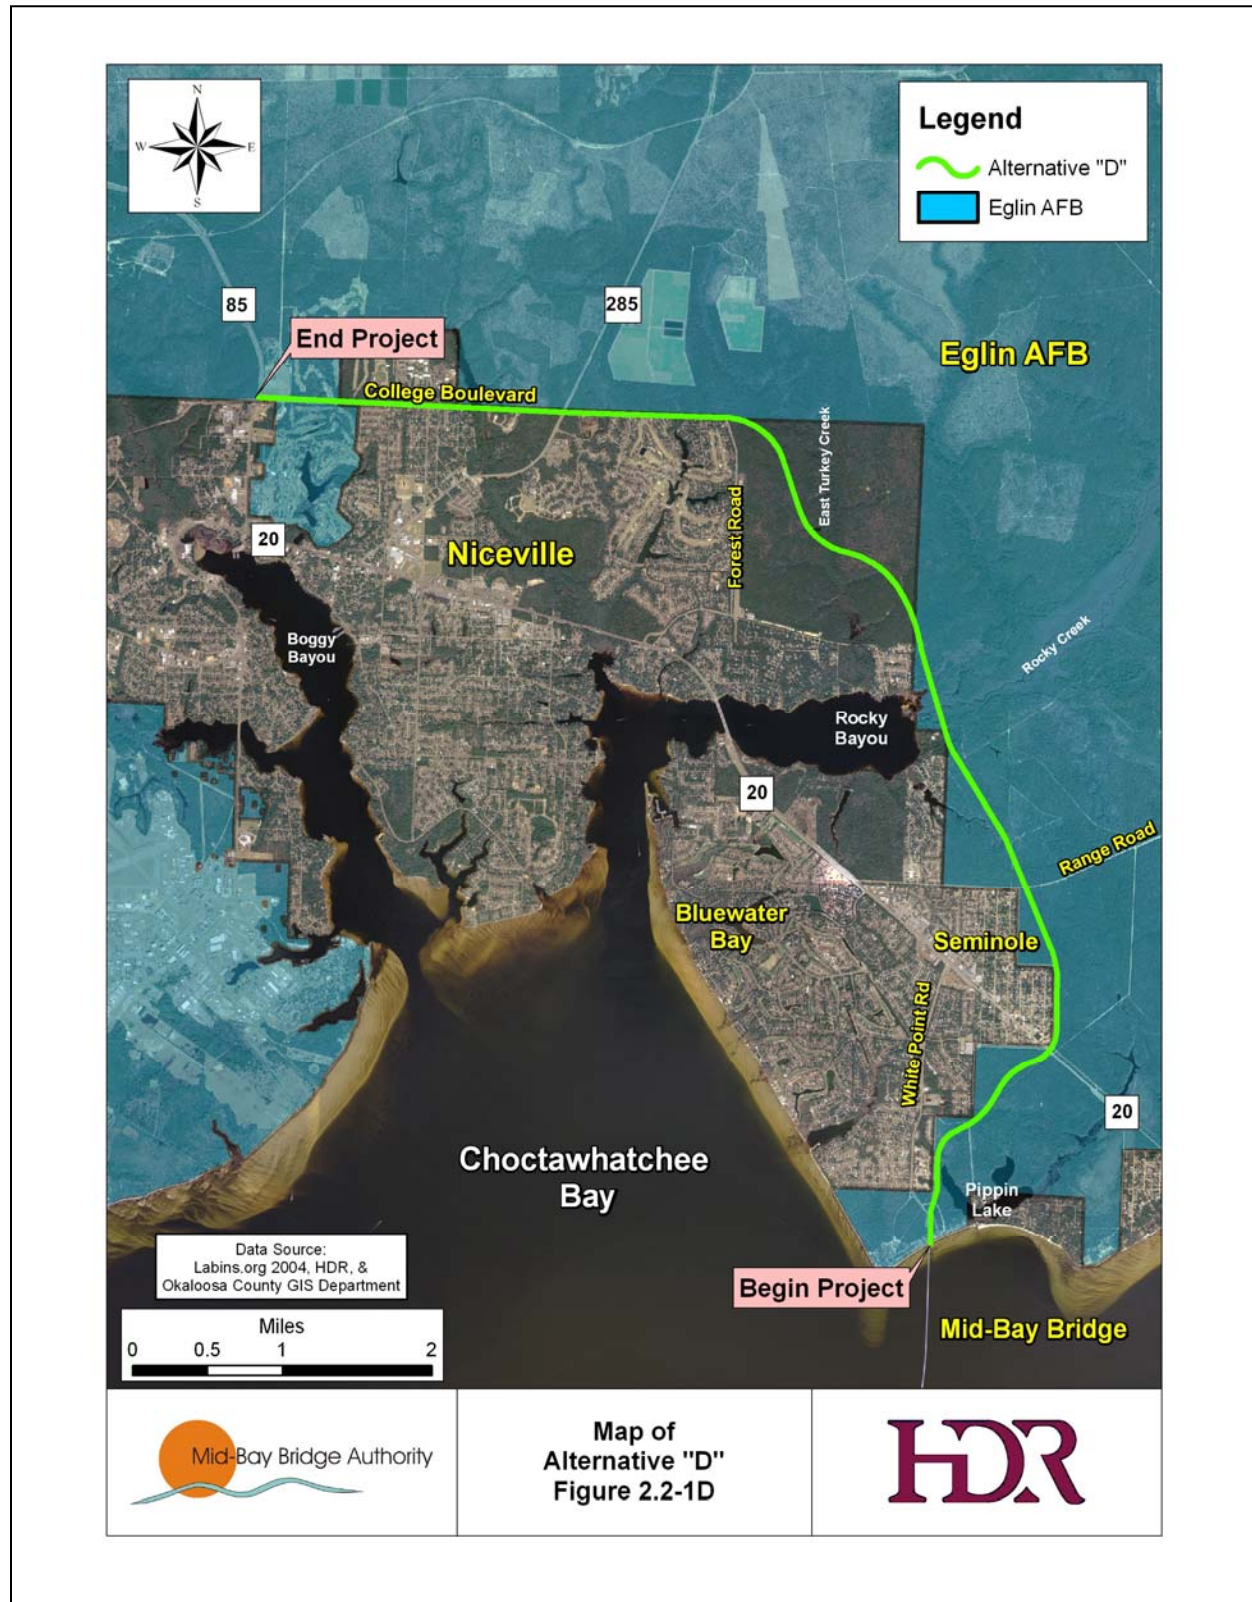 N
W
E
S
Legend
Alternative "D"
Eglin AFB
85
285
End Project
Eglin AFB
College Boulevard
East Turkey Creek
Forest Road
20
Niceville
Boggy
Bayou
Rocky Creek
Rocky
Bayou
20
Range Road
Bluewater
Bay
Seminole
White Point Rd
20
Choctawhatchee
Bay
Pippin
Lake
Data Source:
Labins.org 2004, HDR, &
Okaloosa County GIS Department
Begin Project
Miles
0 0.5 1 2
Mid-Bay Bridge
Mid-Bay Bridge Authority
Map of
Alternative "D"
Figure 2.2-1D
HDR